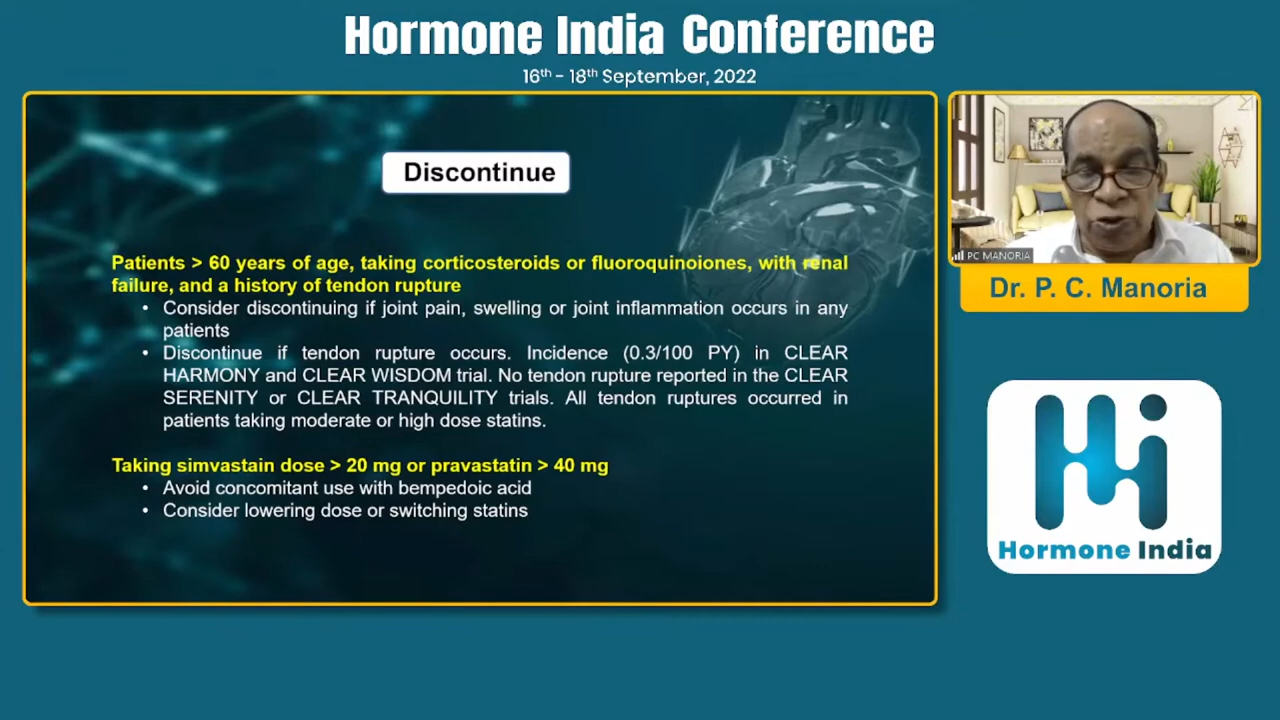 Hormone India Conference
16th - 18th September, 2022
Discontinue
Patients > 60 years of age, taking corticosteroids or fluoroquinoiones, with renal
failure, and a history of tendon rupture
• Consider discontinuing if joint pain, swelling or joint inflammation occurs in any
patients
• Discontinue if tendon rupture occurs. Incidence (0.3/100 PY) in CLEAR
HARMONY and CLEAR WISDOM trial. No tendon rupture reported in the CLEAR
SERENITY or CLEAR TRANQUILITY trials. All tendon ruptures occurred in
patients taking moderate or high dose statins.
Taking simvastain dose > 20 mg or pravastatin > 40 mg
• Avoid concomitant use with bempedoic acid
• Consider lowering dose or switching statins
PC MANORIA
Dr. P. C. Manoria
Hi
Hormone India